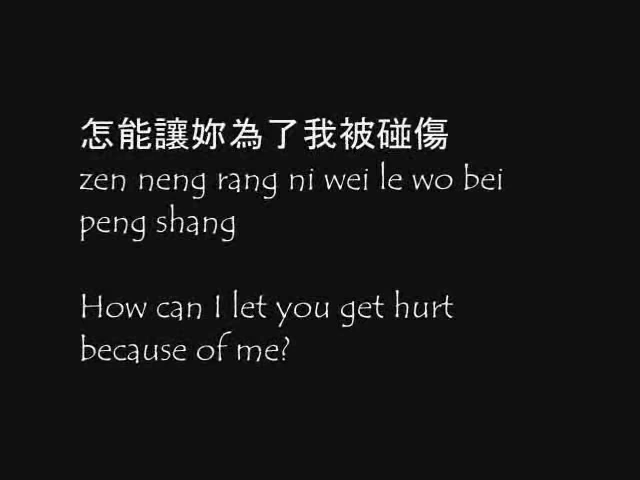 怎能讓妳為了我被碰傷
zen neng rang ni wei le wo bei
peng shang
How can I let you get hurt
because of me?